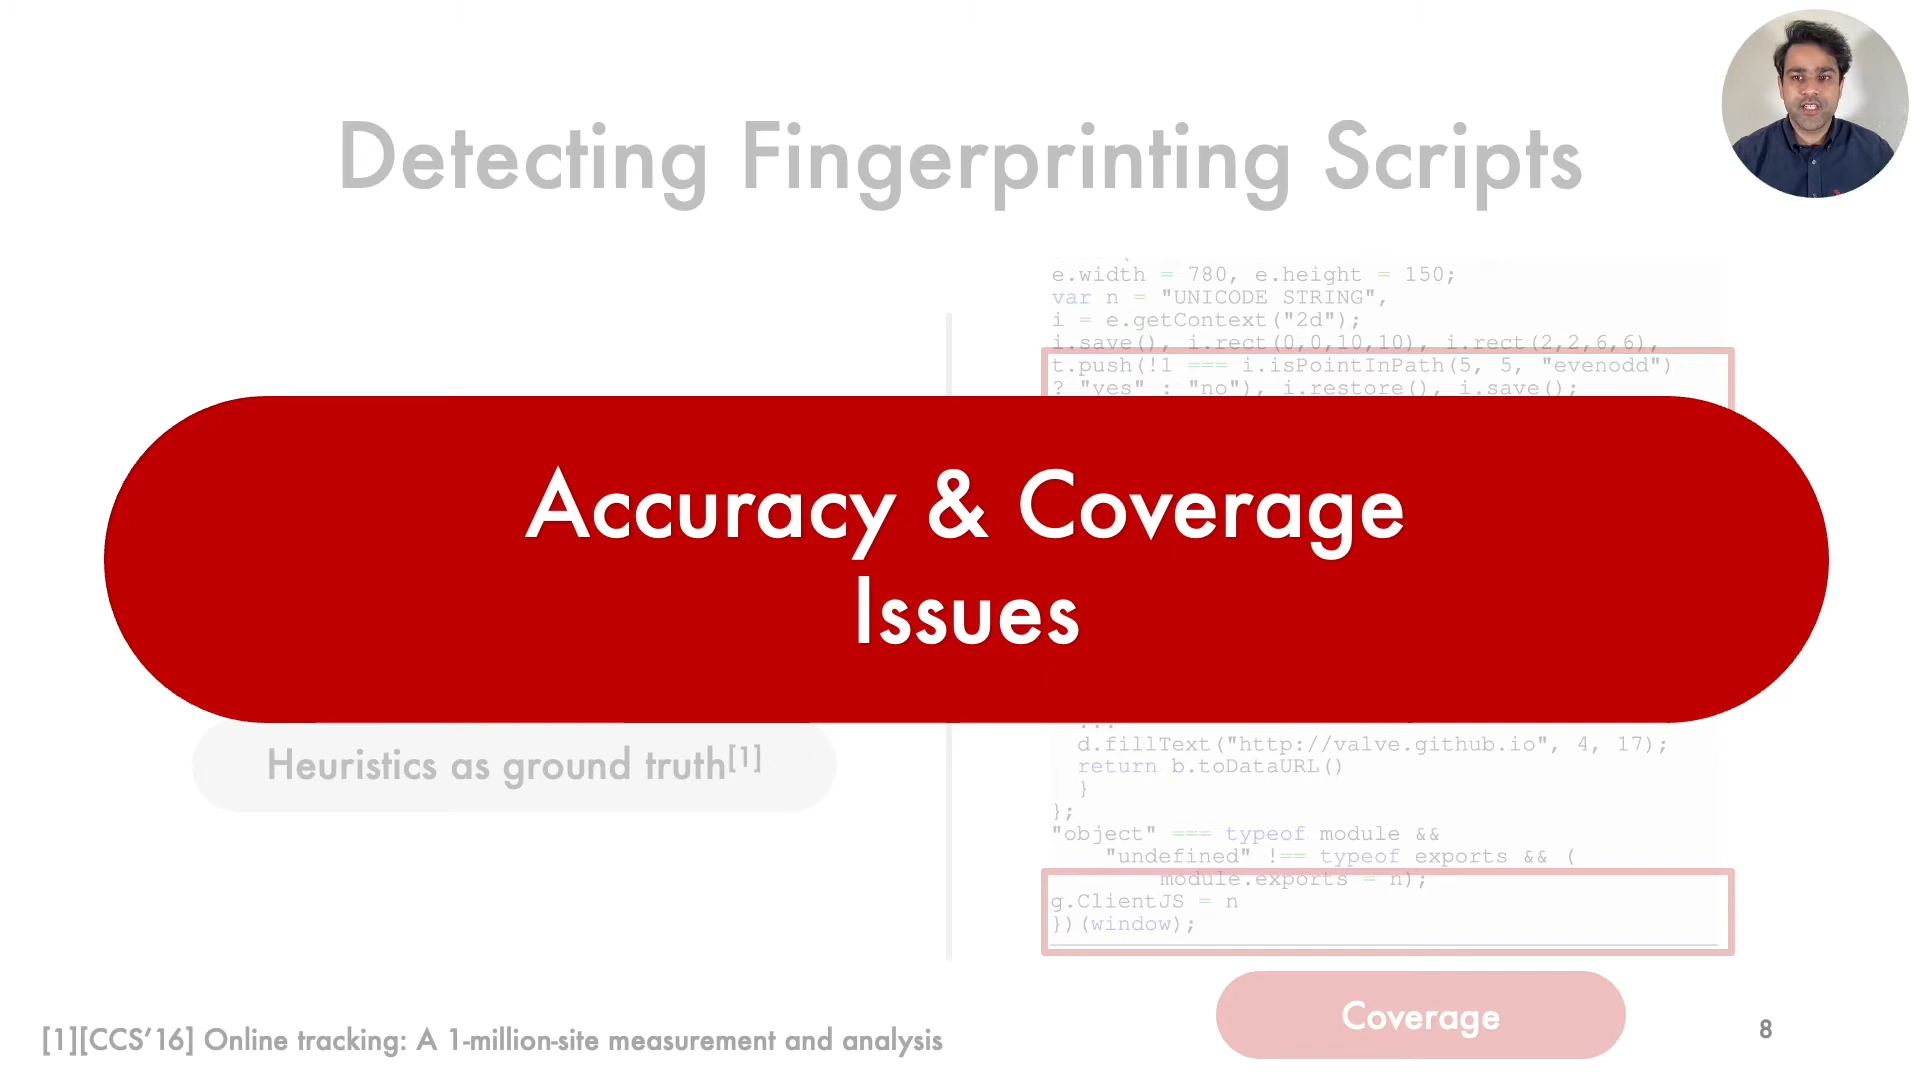 Detecting Fingerprinting Scripts
e.width = 780, e.height = 150;
var n = "UNICODE STRING",
i = e.getContext("2d");
i.save(), i.rect(0,0,10,10), i.rect(2,2,6,6),
t.push(!1 === i.isPointInPath(5, 5, "evenodd")
? "yes" : "no"), i.restore(), i.save();
Accuracy & Coverage
Issues
Heuristics as ground truth[1]
...
d.fillText("http://valve.github.io", 4, 17);
return b.toDataURL()
}
};
"object" === typeof module &&
"undefined" !== typeof exports && (
module.exports = n);
g.ClientJS = n
})(window);
Coverage
[1][CCS’16] Online tracking: A 1-million-site measurement and analysis
8